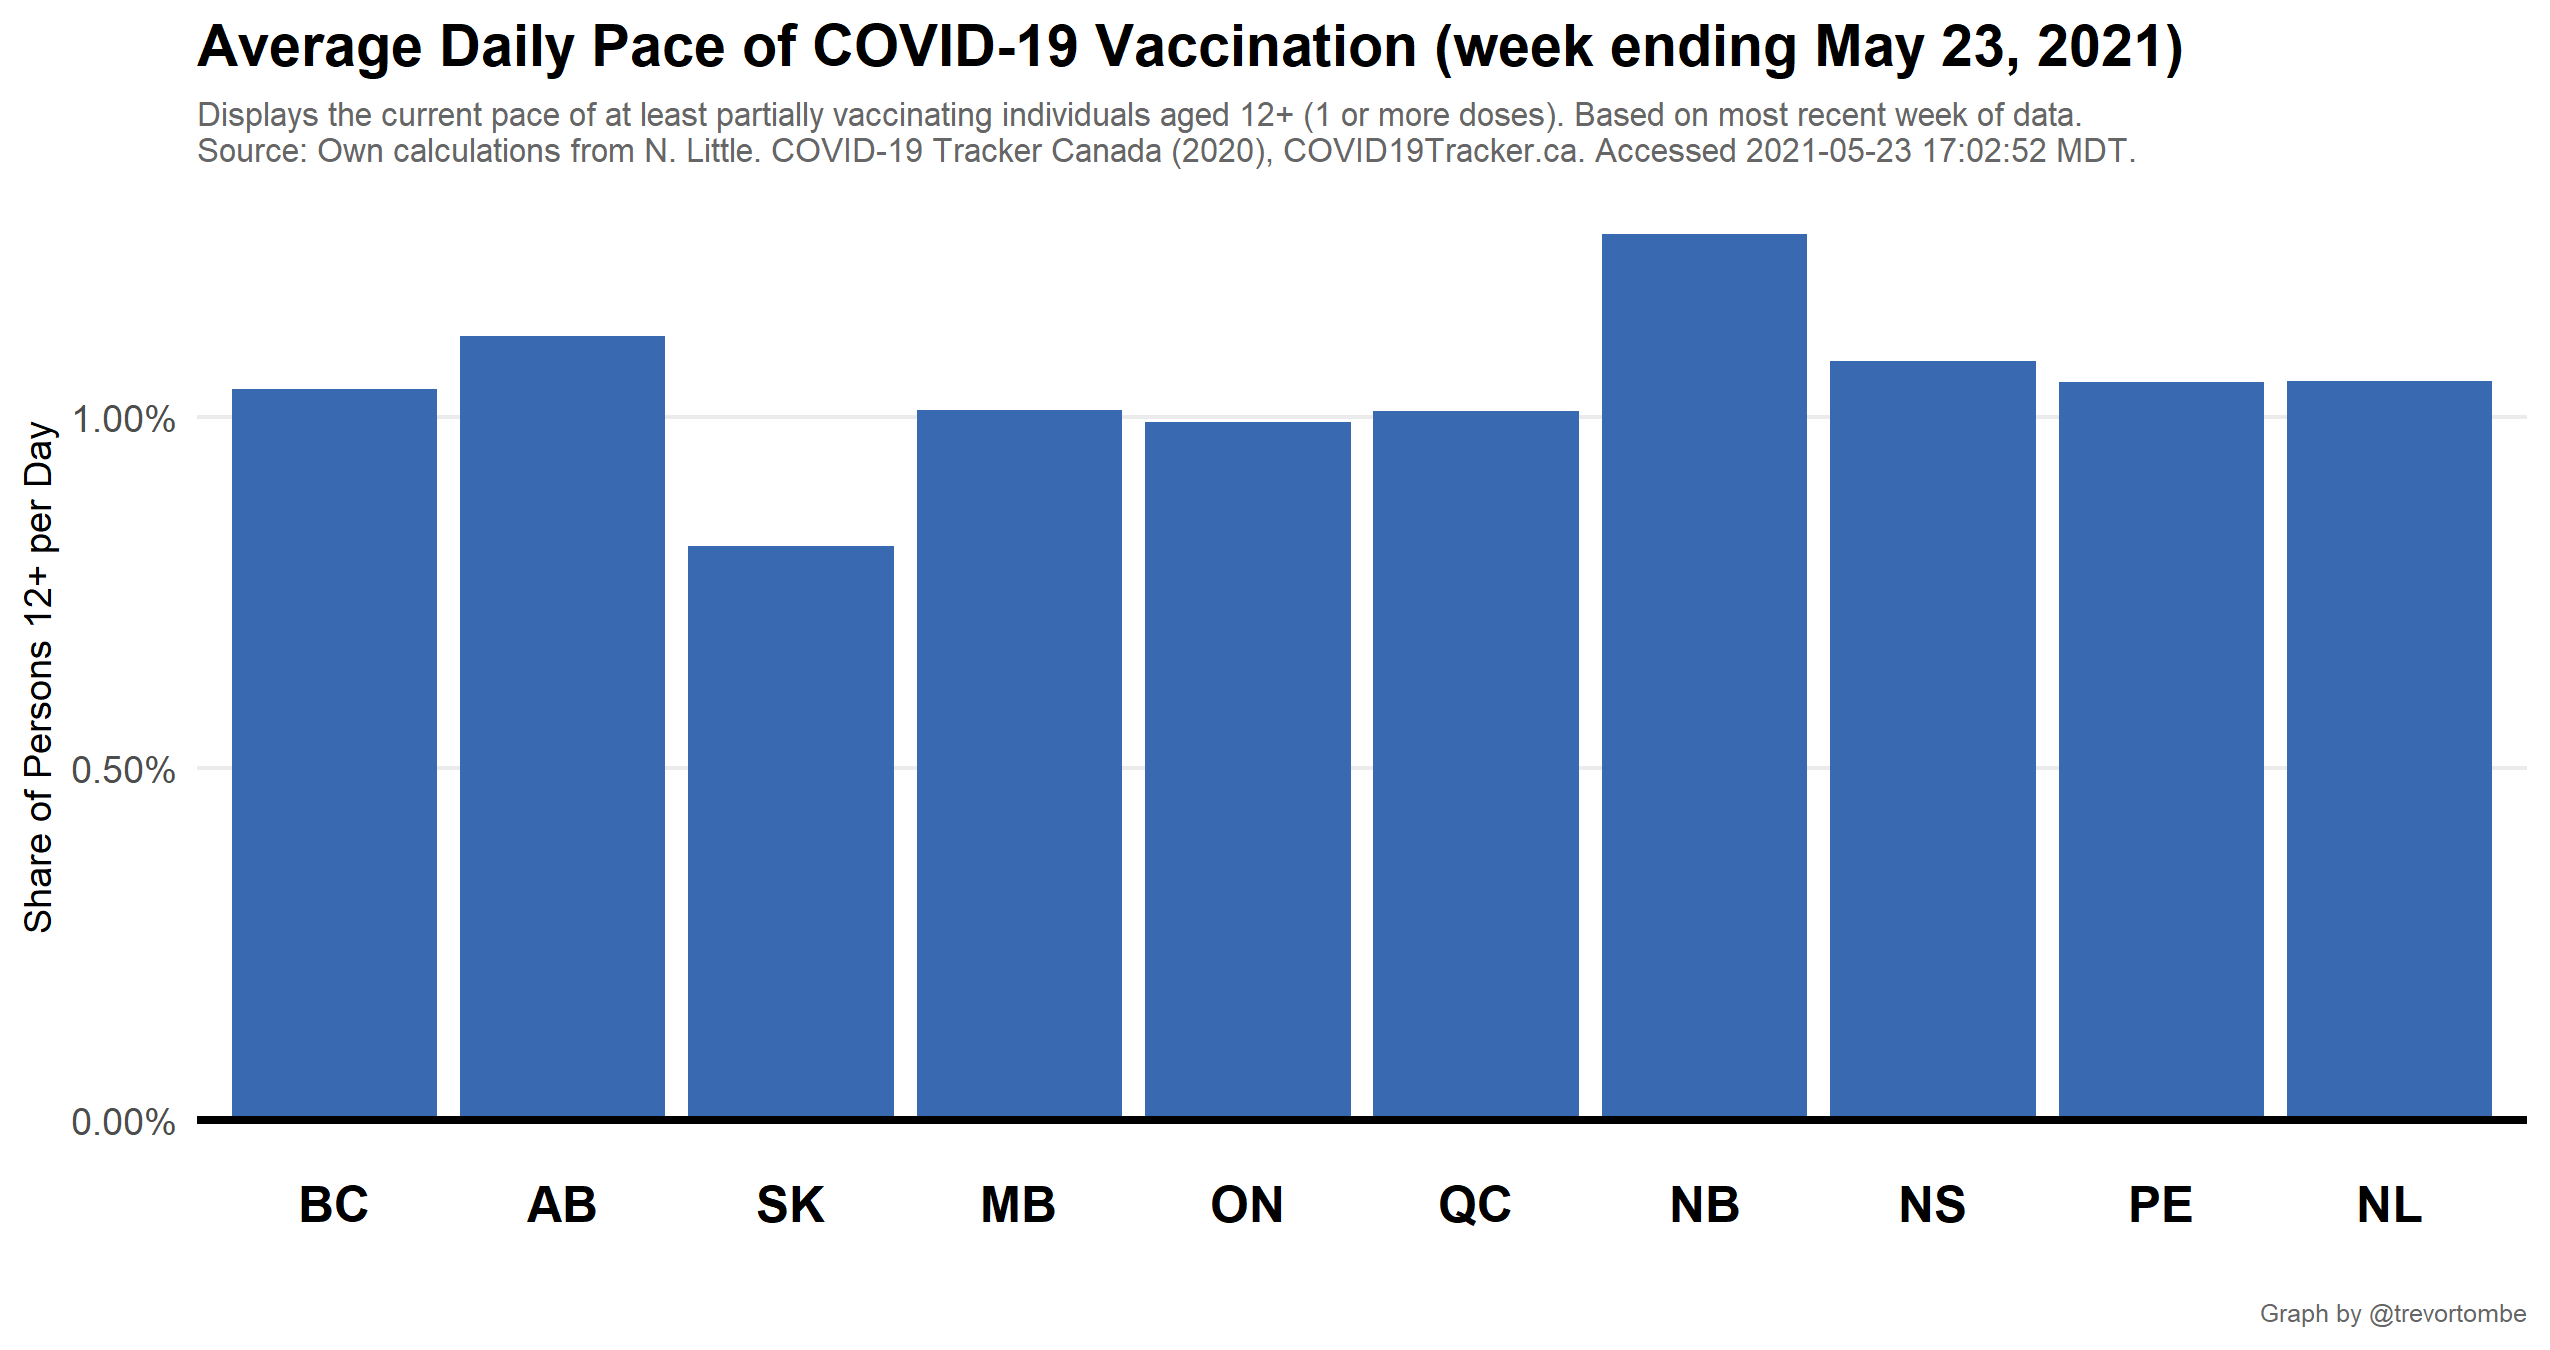 Average Daily Pace of COVID-19 Vaccination (week ending May 23, 2021)
Displays the current pace of at least partially vaccinating individuals aged 12+ (1 or more doses). Based on most recent week of data.
Source: Own calculations from N. Little. COVID-19 Tracker Canada (2020), COVID19Tracker.ca. Accessed 2021-05-23 17:02:52 MDT.
Share of Persons 12+ per Day
1.00%
0.50%
0.00%
BC AB SK MB ON QC NB NS PE NL
Graph by @trevortombe